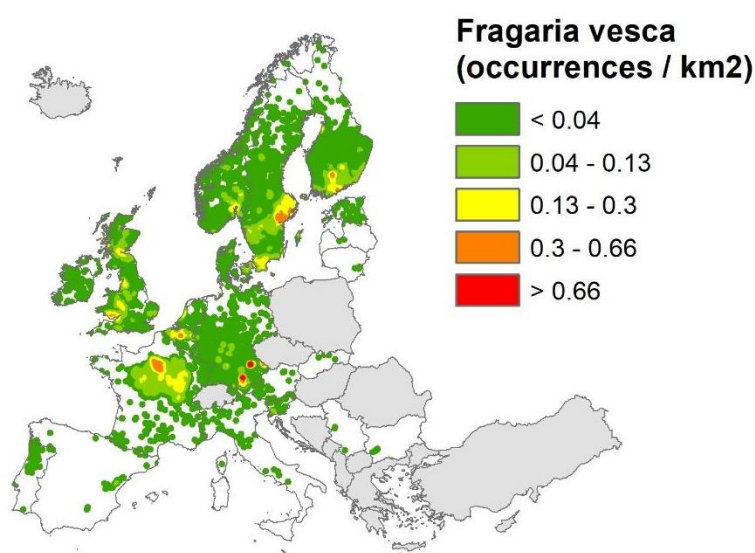 Fragaria vesca
(occurrences / km2)
< 0.04
0.04 - 0.13
0.13 - 0.3
0.3 - 0.66
> 0.66